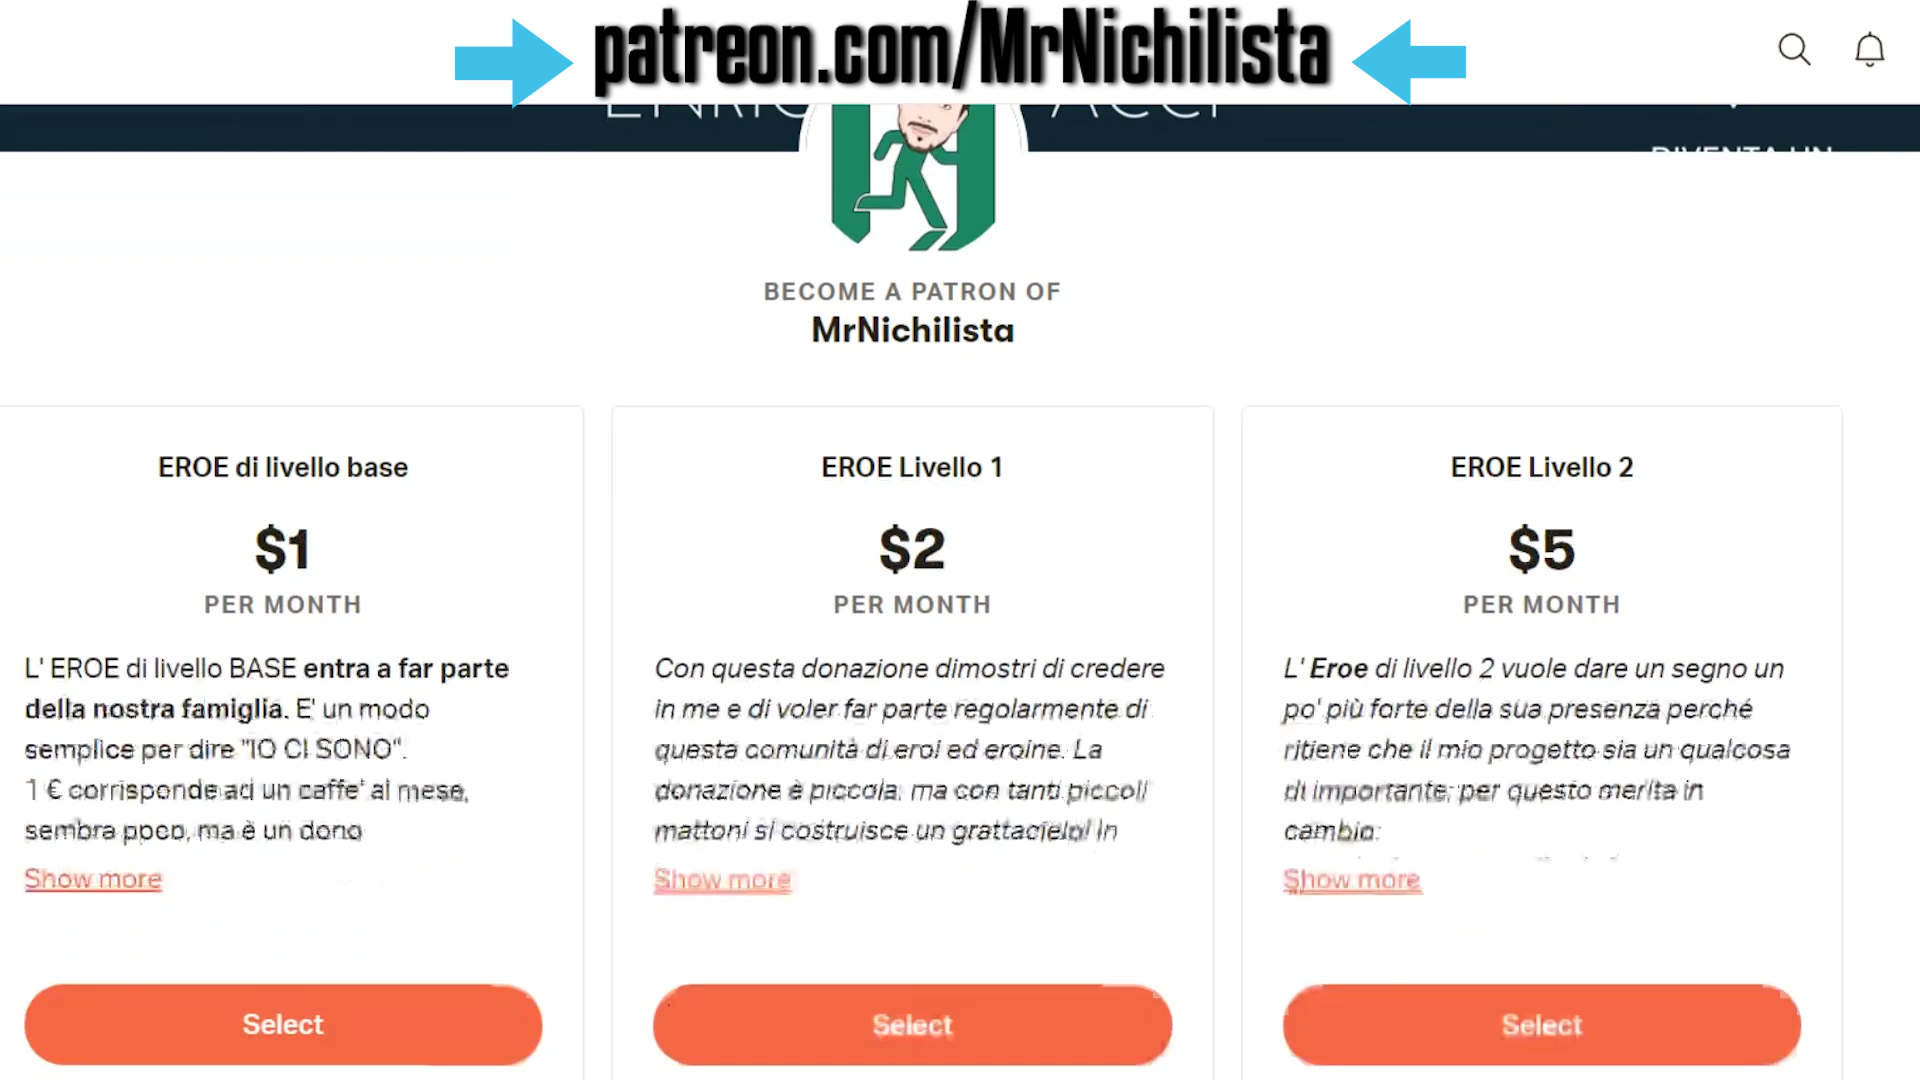 patreon.com/MrNichilista
BECOME A PATRON OF
MrNichilista
EROE di livello base
$1
PER MONTH
L' EROE di livello BASE entra a far parte
della nostra famiglia. E' un modo
semplice per dire "IO CI SONO".
1 € corrisponde ad un caffe' al mese,
sembra poco, ma è un dono
Show more
Select
EROE Livello 1
$2
PER MONTH
Con questa donazione dimostri di credere
in me e di voler far parte regolarmente di
questa comunità di eroi ed eroine. La
donazione è piccola, ma con tanti piccoli
mattoni si costruisce un grattacielo! In
Show more
Select
EROE Livello 2
$5
PER MONTH
L' Eroe di livello 2 vuole dare un segno un
po' più forte della sua presenza perché
ritiene che il mio progetto sia un qualcosa
di importante; per questo merita in
cambio:
Show more
Select